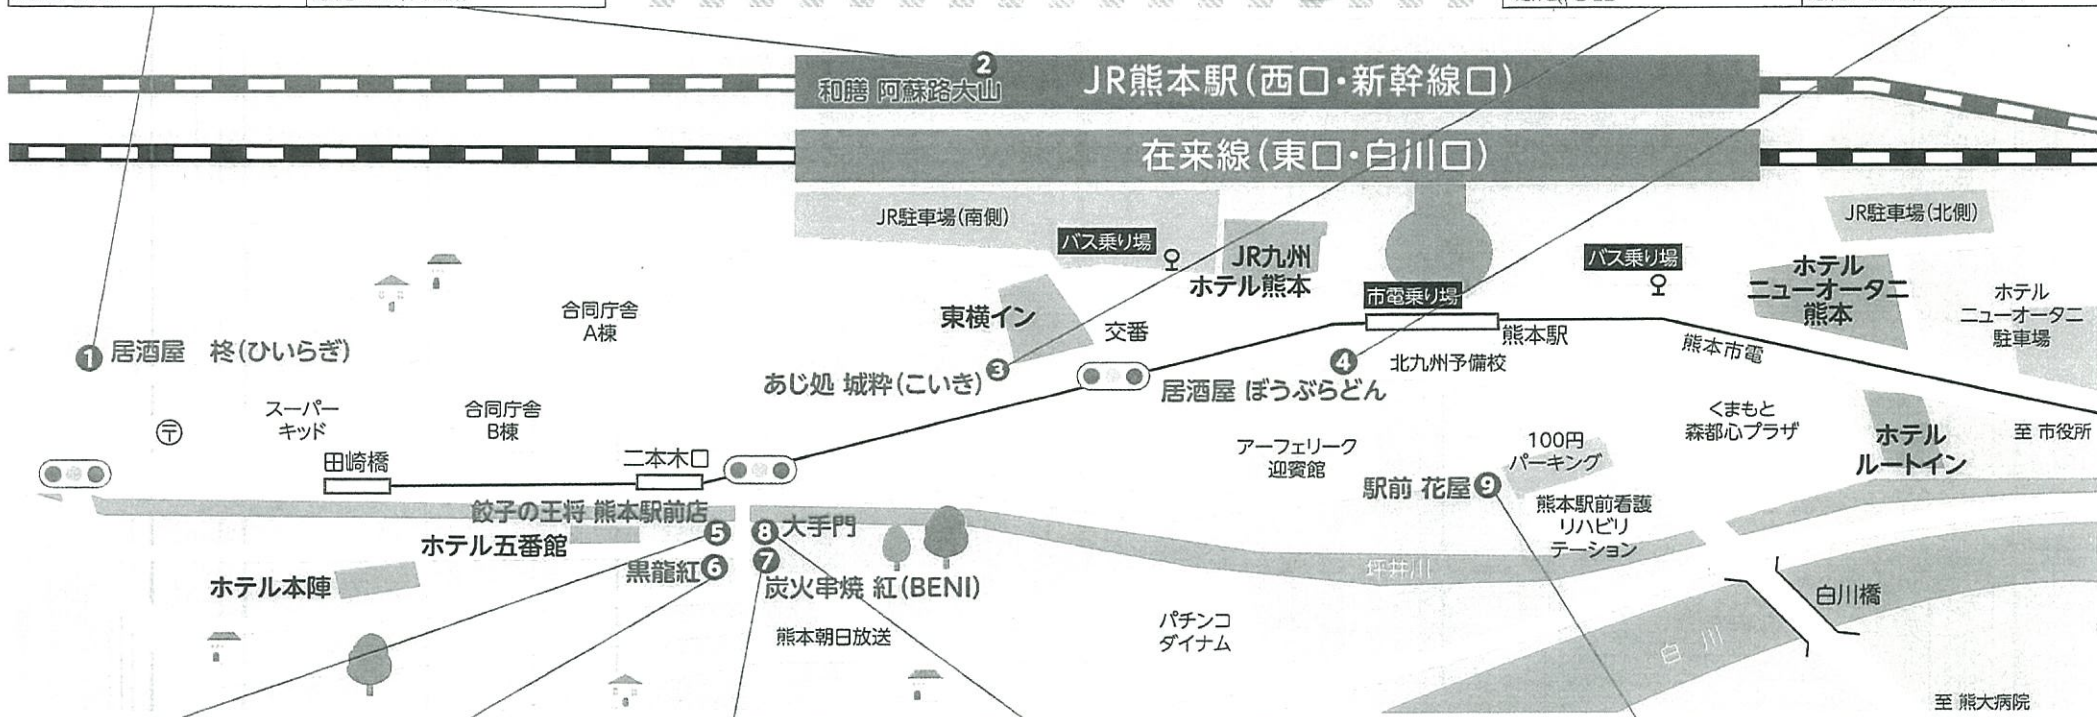 ❷
和膳 阿蘇路大山
JR熊本駅(西口・新幹線口)
在来線(東口・白川口)
JR駐車場(南側)
バス乗り場
JR九州
ホテル熊本
市電乗り場
バス乗り場
JR駐車場(北側)
ホテル
ニューオータニ
熊本
ホテル
ニューオータニ
駐車場
合同庁舎
A棟
東横イン
交番
熊本駅
熊本市電
❶ 居酒屋 柊(ひいらぎ)
あじ処 城粋(こいき) ❸
❹
居酒屋 ぼうぶらどん
北九州予備校
スーパー
キッド
合同庁舎
B棟
〒
田崎橋
二本木口
アーフェリーク
迎賓館
100円
パーキング
くまもと
森都心プラザ
ホテル
ルートイン
至 市役所
駅前 花屋 ❾
熊本駅前看護
リハビリ
テーション
餃子の王将 熊本駅前店
❺
❽ 大手門
ホテル五番館
黒龍紅 ❻
❼
炭火串焼 紅(BENI)
ホテル本陣
坪井川
白川橋
熊本朝日放送
パチンコ
ダイナム
白川
至 熊大病院